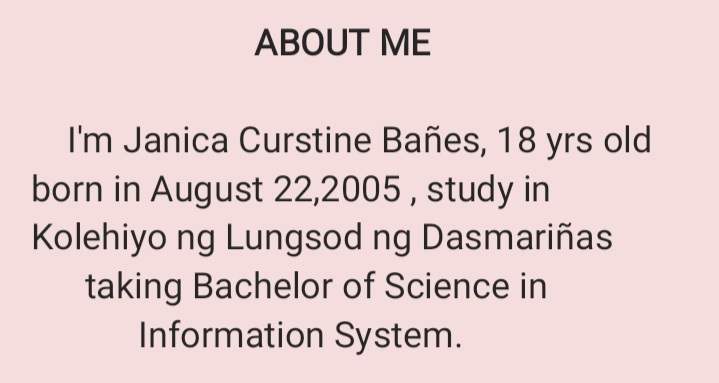 ABOUT ME
I'm Janica Curstine Bañes, 18 yrs old
born in August 22,2005 , study in
Kolehiyo ng Lungsod ng Dasmariñas
taking Bachelor of Science in
Information System.